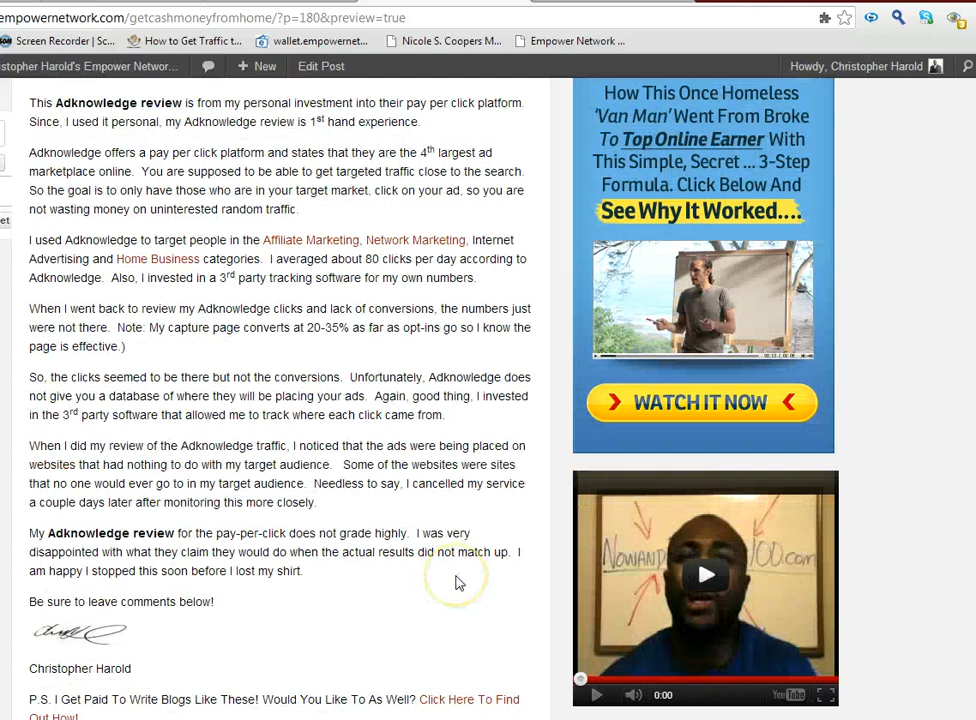 empowernetwork.com/getcashmoneyfromhome/?p=180&preview=true
Screen Recorder | Sc...
How to Get Traffic t...
wallet.empowernet...
Nicole S. Coopers M...
Empower Network ...
stopher Harold's Empower Networ...
+ New
Edit Post
Howdy, Christopher Harold
This Adknowledge review is from my personal investment into their pay per click platform.
Since, I used it personal, my Adknowledge review is 1st hand experience.
Adknowledge offers a pay per click platform and states that they are the 4th largest ad
marketplace online.  You are supposed to be able to get targeted traffic close to the search.
So the goal is to only have those who are in your target market, click on your ad, so you are
not wasting money on uninterested random traffic.
I used Adknowledge to target people in the Affiliate Marketing, Network Marketing, Internet
Advertising and Home Business categories.  I averaged about 80 clicks per day according to
Adknowledge.  Also, I invested in a 3rd party tracking software for my own numbers.
When I went back to review my Adknowledge clicks and lack of conversions, the numbers just
were not there.  Note: My capture page converts at 20-35% as far as opt-ins go so I know the
page is effective.)
So, the clicks seemed to be there but not the conversions.  Unfortunately, Adknowledge does
not give you a database of where they will be placing your ads.  Again, good thing, I invested
in the 3rd party software that allowed me to track where each click came from.
When I did my review of the Adknowledge traffic, I noticed that the ads were being placed on
websites that had nothing to do with my target audience.   Some of the websites were sites
that no one would ever go to in my target audience.  Needless to say, I cancelled my service
a couple days later after monitoring this more closely.
My Adknowledge review for the pay-per-click does not grade highly.  I was very
disappointed with what they claim they would do when the actual results did not match up.  I
am happy I stopped this soon before I lost my shirt.
Be sure to leave comments below!
Christopher Harold
P.S. I Get Paid To Write Blogs Like These! Would You Like To As Well? Click Here To Find
Out How!
How This Once Homeless
'Van Man' Went From Broke
To Top Online Earner With
This Simple, Secret ... 3-Step
Formula. Click Below And
See Why It Worked....
WATCH IT NOW
0:00
YouTube